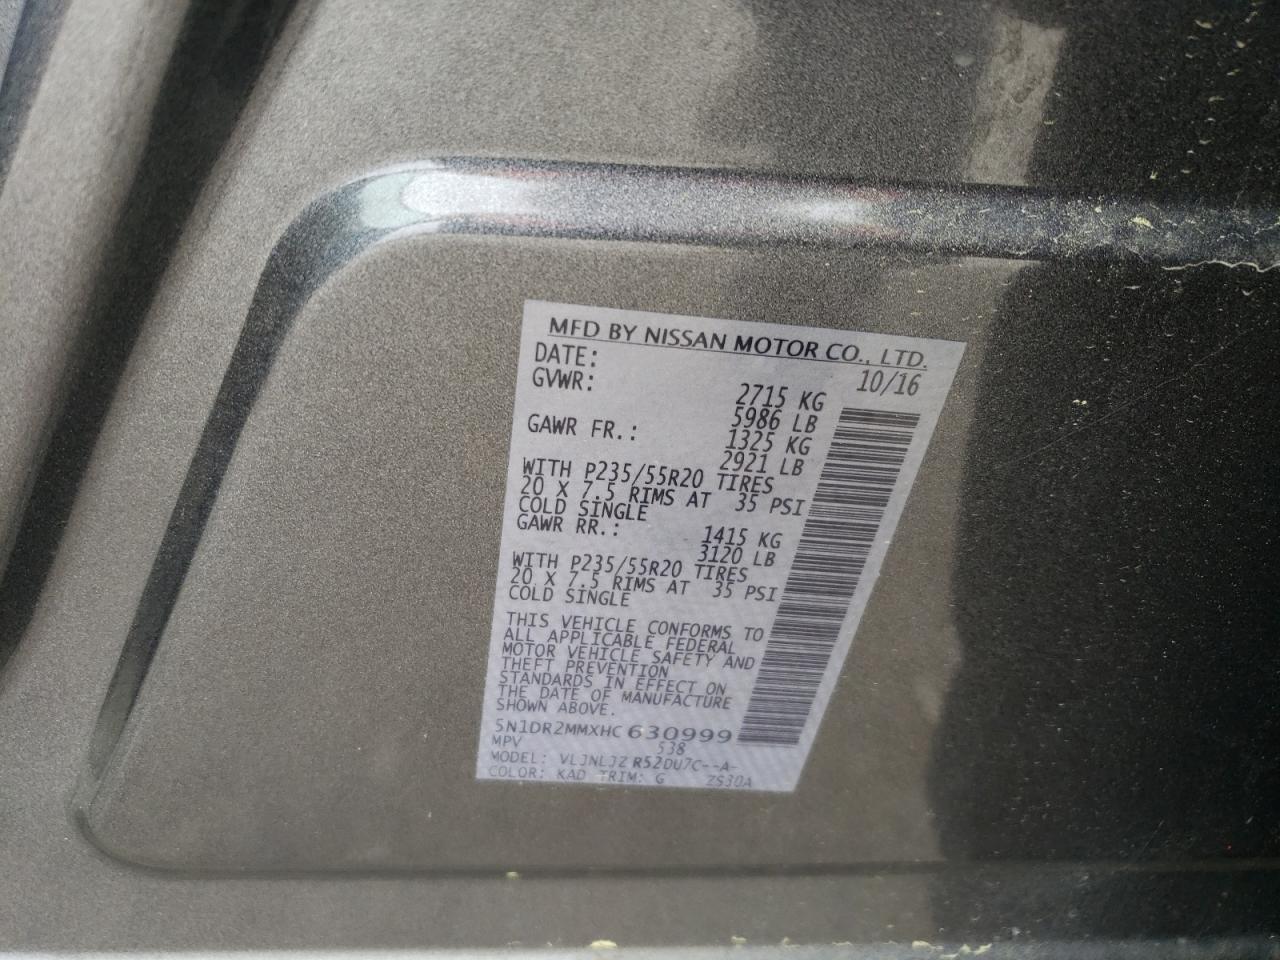 MFD BY NISSAN MOTOR CO., LTD.
DATE: 10/16
GVWR: 2715 KG
5986 LB
GAWR FR.: 1325 KG
2921 LB
WITH P235/55R20 TIRES
20 X 7.5 RIMS AT 35 PSI
COLD SINGLE
GAWR RR.: 1415 KG
3120 LB
WITH P235/55R20 TIRES
20 X 7.5 RIMS AT 35 PSI
COLD SINGLE
THIS VEHICLE CONFORMS TO
ALL APPLICABLE FEDERAL
MOTOR VEHICLE SAFETY AND
THEFT PREVENTION
STANDARDS IN EFFECT ON
THE DATE OF MANUFACTURE
SHOWN ABOVE.
5N1DR2MMXHC630999
MPV 538
MODEL: R52DU7C--A-
COLOR: KAD TRIM: G ZS30A